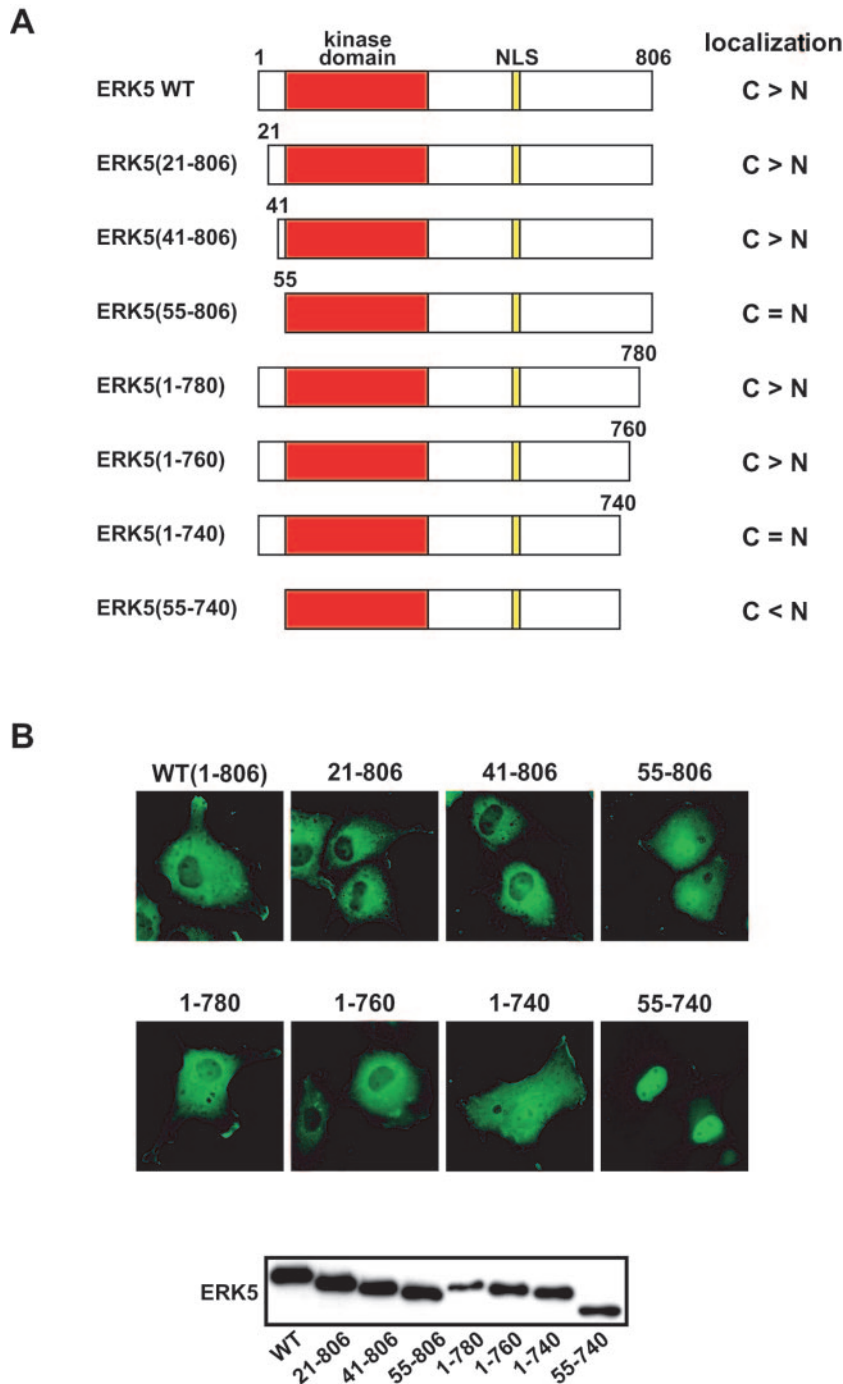 A
kinase domain
localization
1
NLS
806
ERK5 WT
C > N
21
ERK5(21-806)
C > N
41
ERK5(41-806)
C > N
55
ERK5(55-806)
C = N
780
ERK5(1-780)
C > N
760
ERK5(1-760)
C > N
740
ERK5(1-740)
C = N
ERK5(55-740)
C < N
B
WT(1-806)
21-806
41-806
55-806
1-780
1-760
1-740
55-740
ERK5
WT
21-806
41-806
55-806
1-780
1-760
1-740
55-740